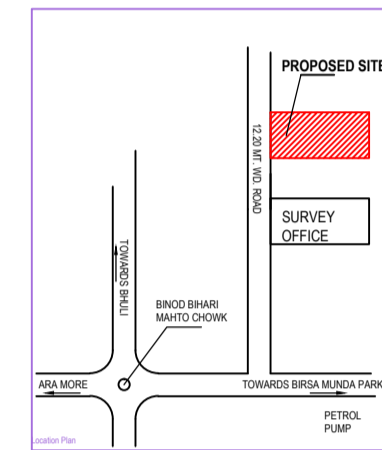 PROPOSED SITE
12.20 MT. WD. ROAD
SURVEY
OFFICE
TOWARDS BHULI
BINOD BIHARI
MAHTO CHOWK
ARA MORE
TOWARDS BIRSA MUNDA PARK
PETROL
PUMP
Location Plan